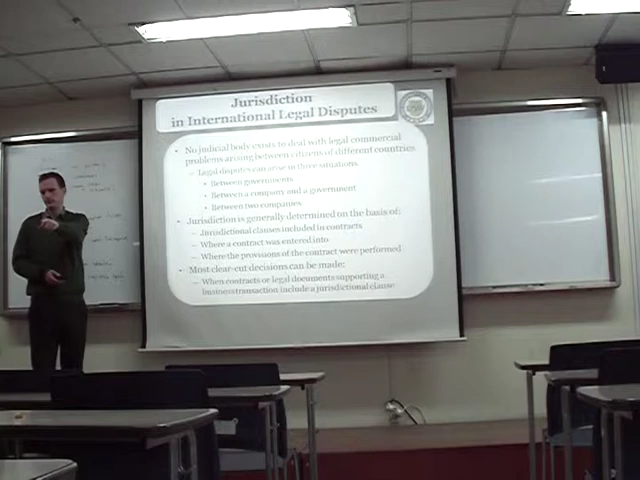 Jurisdiction
in International Legal Disputes
• No judicial body exists to deal with legal commercial
problems arising between citizens of different countries
– Legal disputes can arise in three situations
• Between governments
• Between a company and a government
• Between two companies
• Jurisdiction is generally determined on the basis of:
– Jurisdictional clauses included in contracts
– Where a contract was entered into
– Where the provisions of the contract were performed
• Most clear-cut decisions can be made:
– When contracts or legal documents supporting a
business transaction include a jurisdictional clause